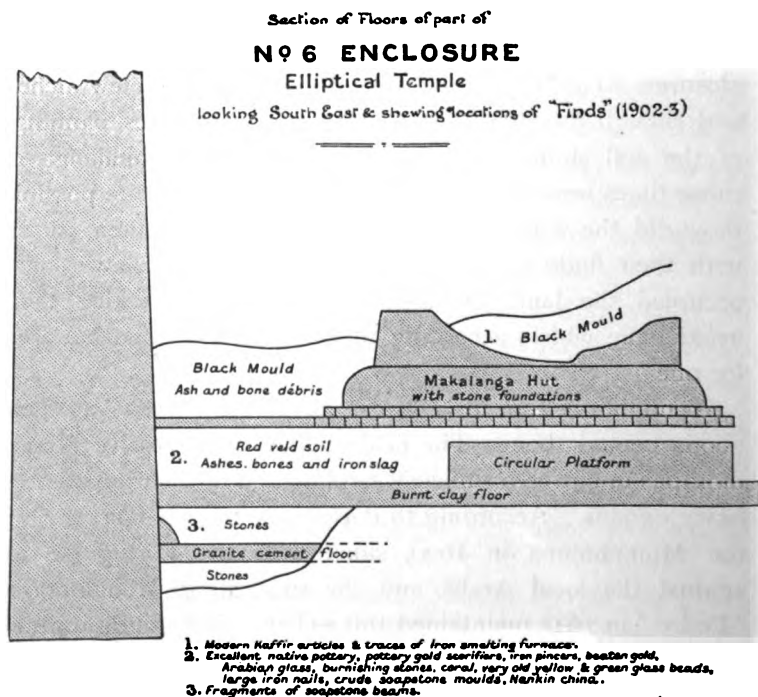 Section of Floors of part of
No 6 ENCLOSURE
Elliptical Temple
looking South East & shewing locations of "Finds" (1902-3)
1. Black Mould
Black Mould
Ash and bone débris
Makalanga Hut
with stone foundations
2. Red veld soil
Ashes. bones and iron slag
Circular Platform
Burnt clay floor
3. Stones
Granite cement floor
Stones
1. Modern Kaffir articles & traces of Iron smelting furnaces.
2. Excellent native pottery, pottery gold scorifiers, iron pincers, beaten gold,
Arabian glass, burnishing stones, coral, very old yellow & green glass beads,
large iron nails, crude soapstone moulds, Nankin china.
3. Fragments of soapstone beams.